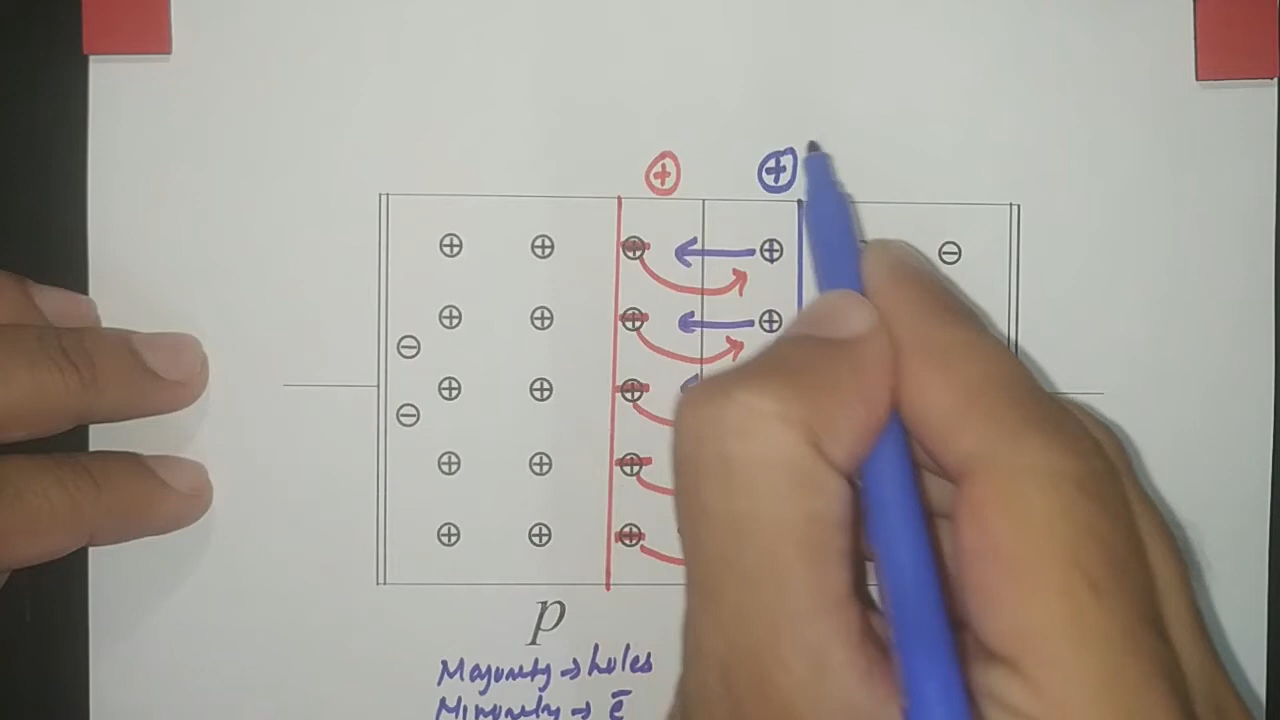 p
Majority → holes
Minority → ē